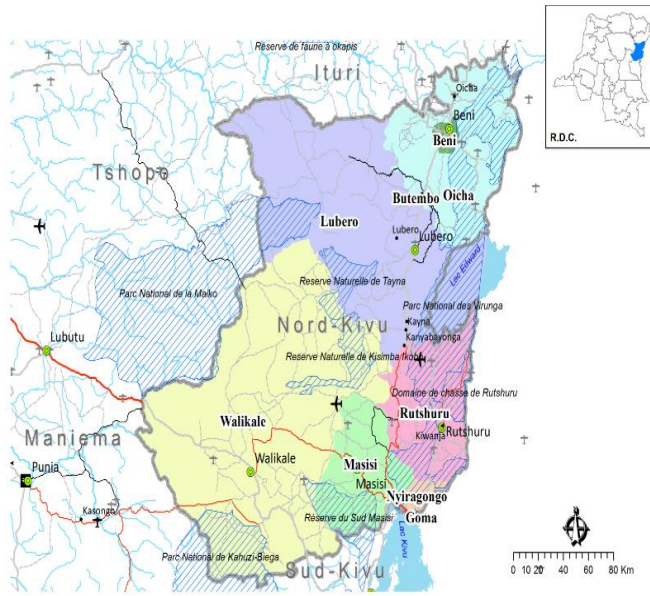 Réserve de faune à okapis
Ituri
Oicha
Beni
Beni
R.D.C.
Tshopo
Butembo
Oicha
Lubero
Lubero
Lubero
Lac Edward
Parc National de la Maiko
Reserve Naturelle de Tayna
Parc National des Virunga
Nord-Kivu
Kayna
Kanyabayonga
Lubutu
Reserve Naturelle de Kisimba
Domaine de chasse de Rutshuru
Rutshuru
Walikale
Kiwanja
Rutshuru
Maniema
Masisi
Walikale
Punia
Masisi
Nyiragongo
Réserve du Sud Masisi
Goma
Kasongo
Lac Kivu
Parc National de Kahuzi-Biega
Sud-Kivu
0 10 20 40 60 80 Km